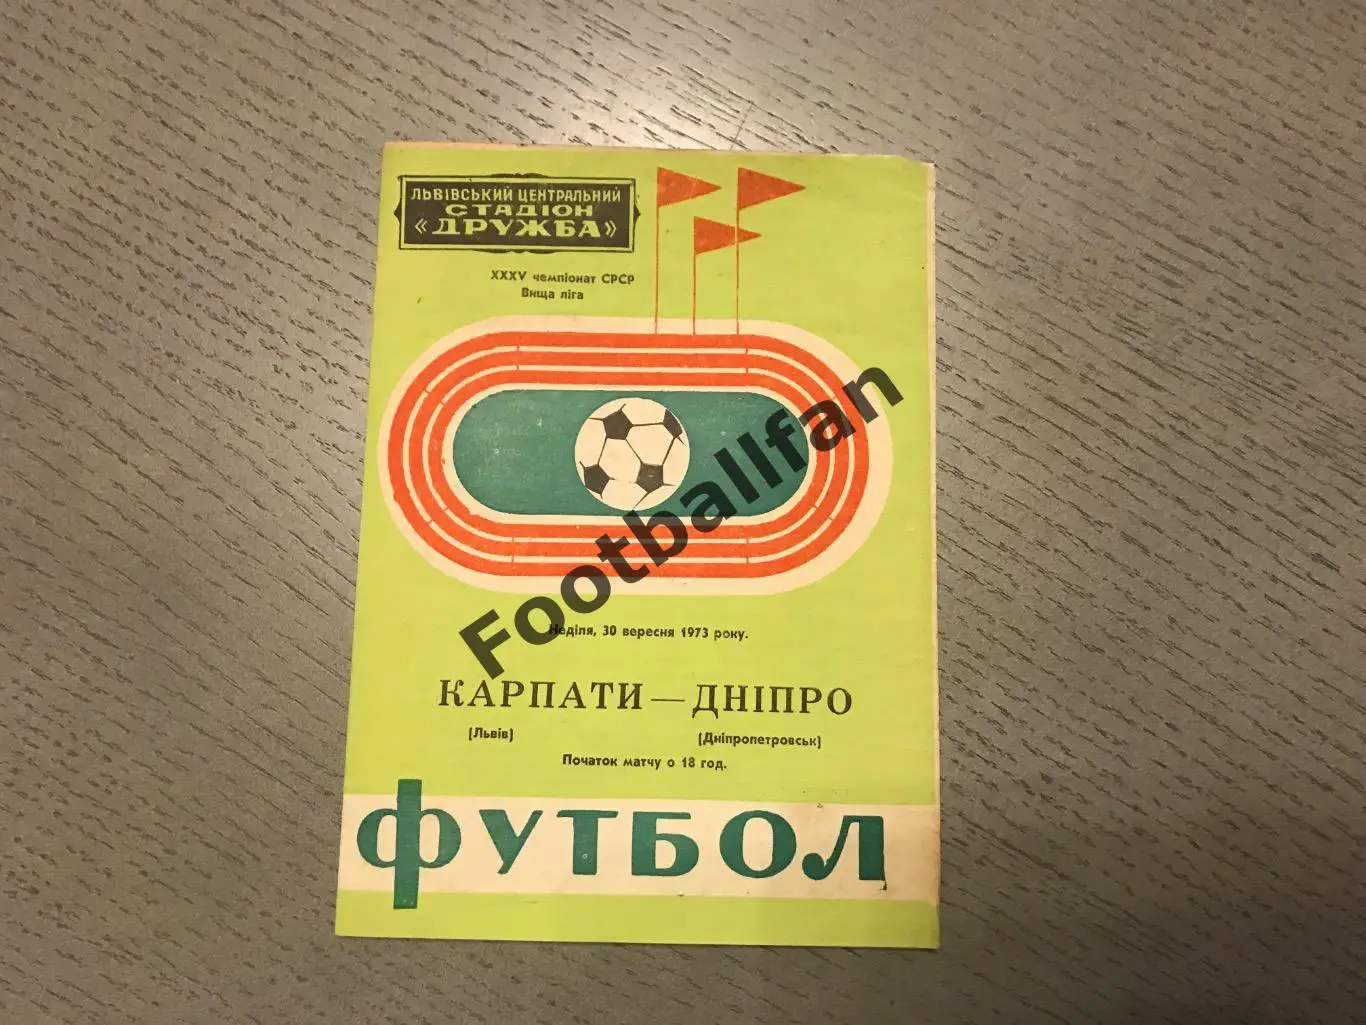 ЛЬВІВСЬКИЙ ЦЕНТРАЛЬНИЙ
СТАДІОН
«ДРУЖБА»
XXXV чемпіонат СРСР
Вища ліга
Footballfan
Неділя, 30 вересня 1973 року.
КАРПАТИ — ДНІПРО
(Львів) (Дніпропетровськ)
Початок матчу о 18 год.
ФУТБОЛ